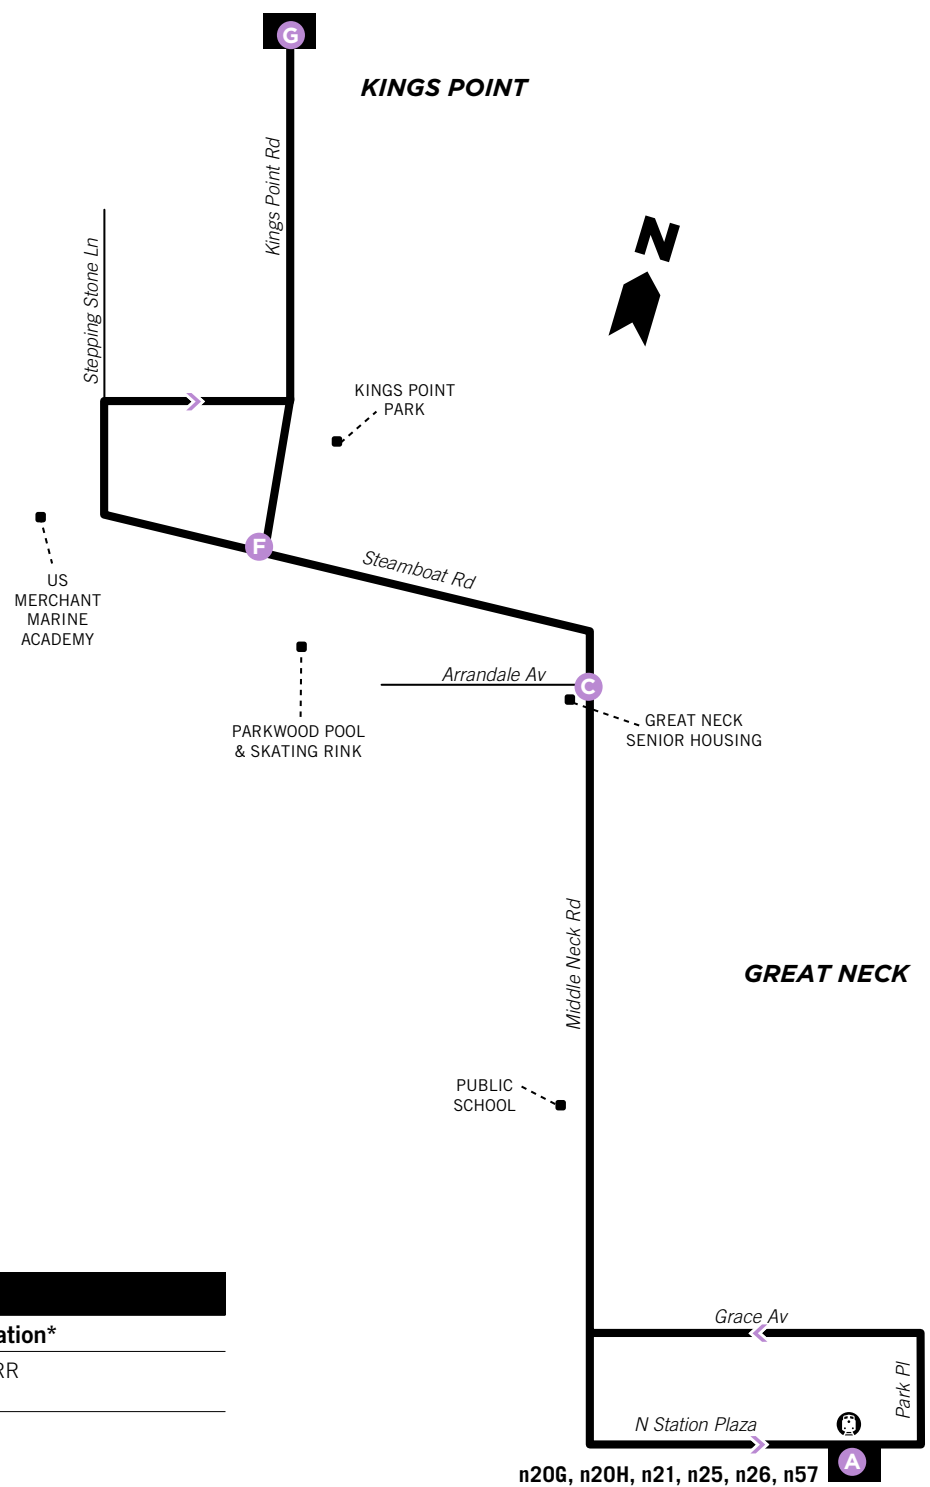 G
KINGS POINT
Kings Point Rd
N
Stepping Stone Ln
KINGS POINT
PARK
F
Steamboat Rd
US
MERCHANT
MARINE
ACADEMY
Arrandale Av
C
PARKWOOD POOL
& SKATING RINK
GREAT NECK
SENIOR HOUSING
Middle Neck Rd
GREAT NECK
PUBLIC
SCHOOL
ation*
RR
Grace Av
Park Pl
N Station Plaza
A
n20G, n20H, n21, n25, n26, n57